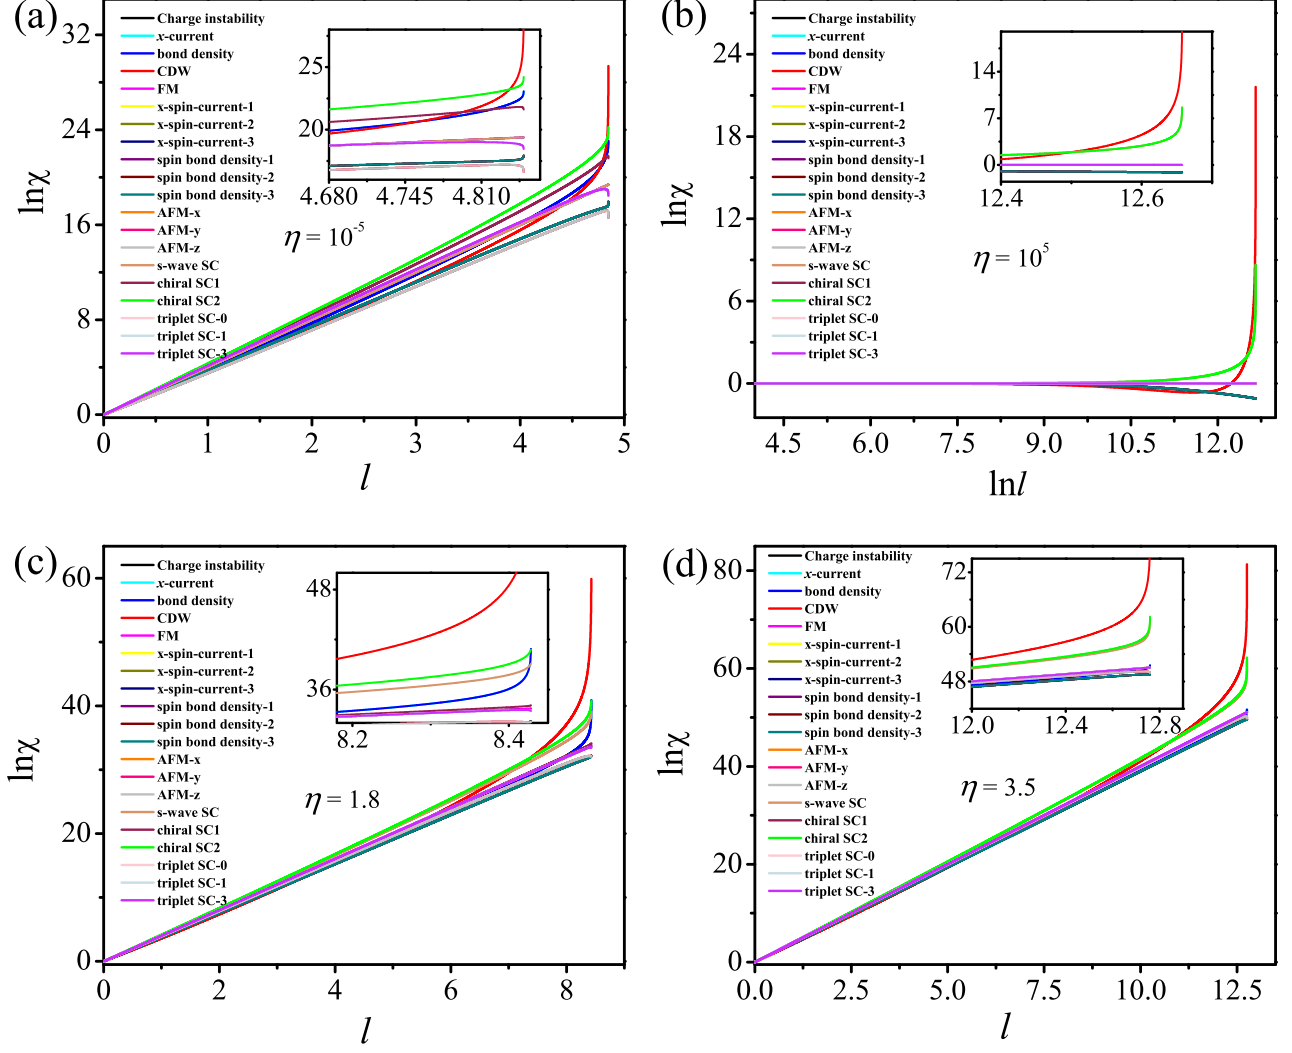 (a)
lnχ
32
24
16
8
0
Charge instability
x-current
bond density
CDW
FM
x-spin-current-1
x-spin-current-2
x-spin-current-3
spin bond density-1
spin bond density-2
spin bond density-3
AFM-x
AFM-y
AFM-z
s-wave SC
chiral SC1
chiral SC2
triplet SC-0
triplet SC-1
triplet SC-3
25
20
4.680 4.745 4.810
η = 10⁻⁵
0 1 2 3 4 5
l
(b)
lnχ
24
18
12
6
0
Charge instability
x-current
bond density
CDW
FM
x-spin-current-1
x-spin-current-2
x-spin-current-3
spin bond density-1
spin bond density-2
spin bond density-3
AFM-x
AFM-y
AFM-z
s-wave SC
chiral SC1
chiral SC2
triplet SC-0
triplet SC-1
triplet SC-3
14
7
0
12.4 12.6
η = 10⁵
4.5 6.0 7.5 9.0 10.5 12.0
lnl
(c)
lnχ
60
40
20
0
Charge instability
x-current
bond density
CDW
FM
x-spin-current-1
x-spin-current-2
x-spin-current-3
spin bond density-1
spin bond density-2
spin bond density-3
AFM-x
AFM-y
AFM-z
s-wave SC
chiral SC1
chiral SC2
triplet SC-0
triplet SC-1
triplet SC-3
48
36
8.2 8.4
η = 1.8
0 2 4 6 8
l
(d)
lnχ
80
60
40
20
0
Charge instability
x-current
bond density
CDW
FM
x-spin-current-1
x-spin-current-2
x-spin-current-3
spin bond density-1
spin bond density-2
spin bond density-3
AFM-x
AFM-y
AFM-z
s-wave SC
chiral SC1
chiral SC2
triplet SC-0
triplet SC-1
triplet SC-3
72
60
48
12.0 12.4 12.8
η = 3.5
0.0 2.5 5.0 7.5 10.0 12.5
l